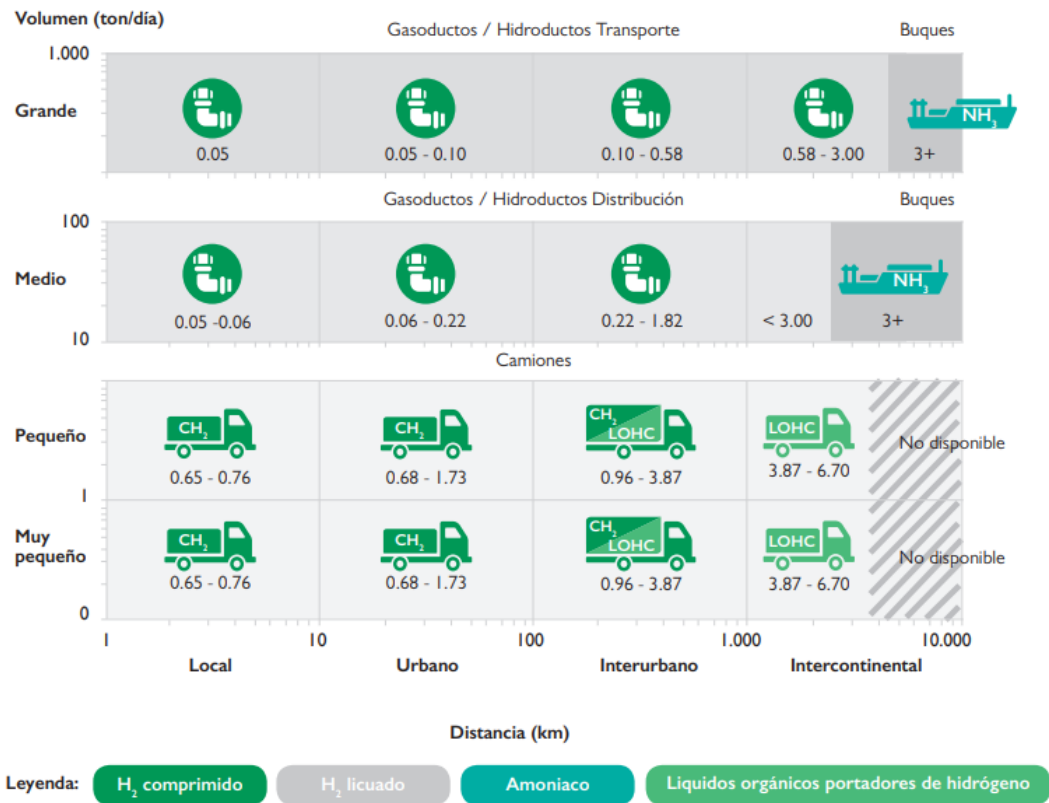 Volumen (ton/día)
Gasoductos / Hidroductos Transporte
Buques
1.000
Grande
NH3
0.05
0.05 - 0.10
0.10 - 0.58
0.58 - 3.00
3+
Gasoductos / Hidroductos Distribución
Buques
100
Medio
NH3
0.05 -0.06
0.06 - 0.22
0.22 - 1.82
< 3.00
3+
10
Camiones
Pequeño
CH2
CH2
CH2
LOHC
LOHC
No disponible
0.65 - 0.76
0.68 - 1.73
0.96 - 3.87
3.87 - 6.70
1
Muy
pequeño
CH2
CH2
CH2
LOHC
LOHC
No disponible
0.65 - 0.76
0.68 - 1.73
0.96 - 3.87
3.87 - 6.70
0
1
10
100
1.000
10.000
Local
Urbano
Interurbano
Intercontinental
Distancia (km)
Leyenda:
H2 comprimido
H2 licuado
Amoniaco
Liquidos orgánicos portadores de hidrógeno